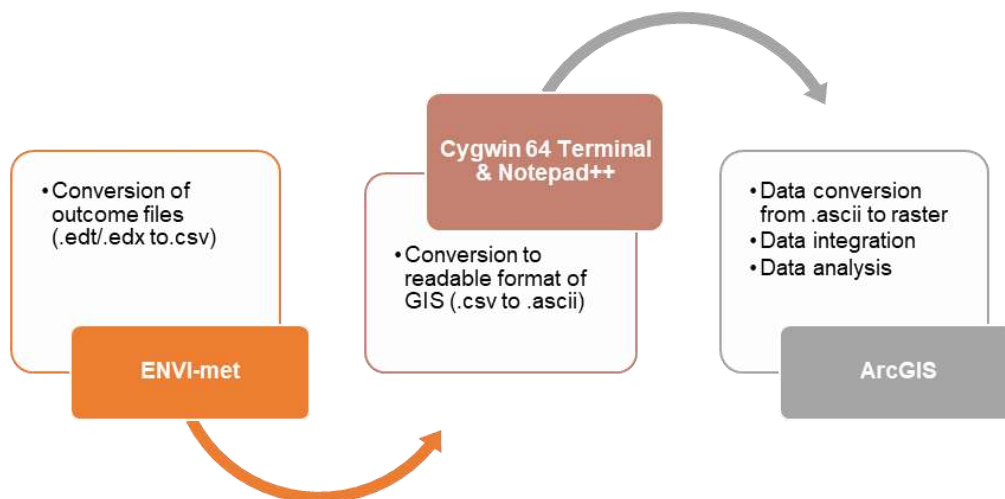 •Conversion of
outcome files
(.edt/.edx to.csv)
ENVI-met
Cygwin 64 Terminal
& Notepad++
•Conversion to
readable format of
GIS (.csv to .ascii)
•Data conversion
from .ascii to raster
•Data integration
•Data analysis
ArcGIS